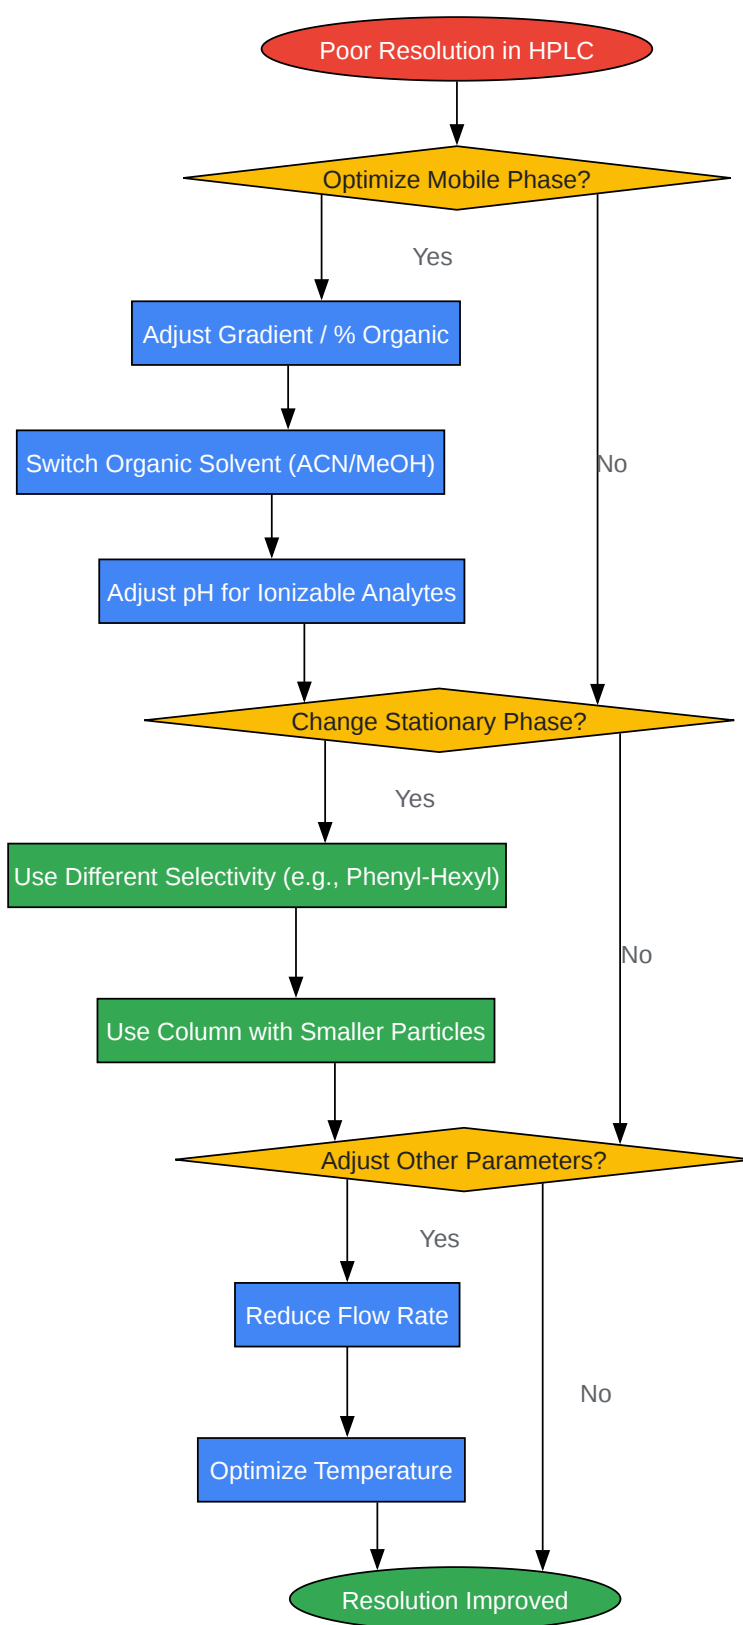 Poor Resolution in HPLC
Optimize Mobile Phase?
Yes
Adjust Gradient / % Organic
Switch Organic Solvent (ACN/MeOH)
No
Adjust pH for Ionizable Analytes
Change Stationary Phase?
Yes
Use Different Selectivity (e.g., Phenyl-Hexyl)
No
Use Column with Smaller Particles
Adjust Other Parameters?
Yes
Reduce Flow Rate
No
Optimize Temperature
Resolution Improved